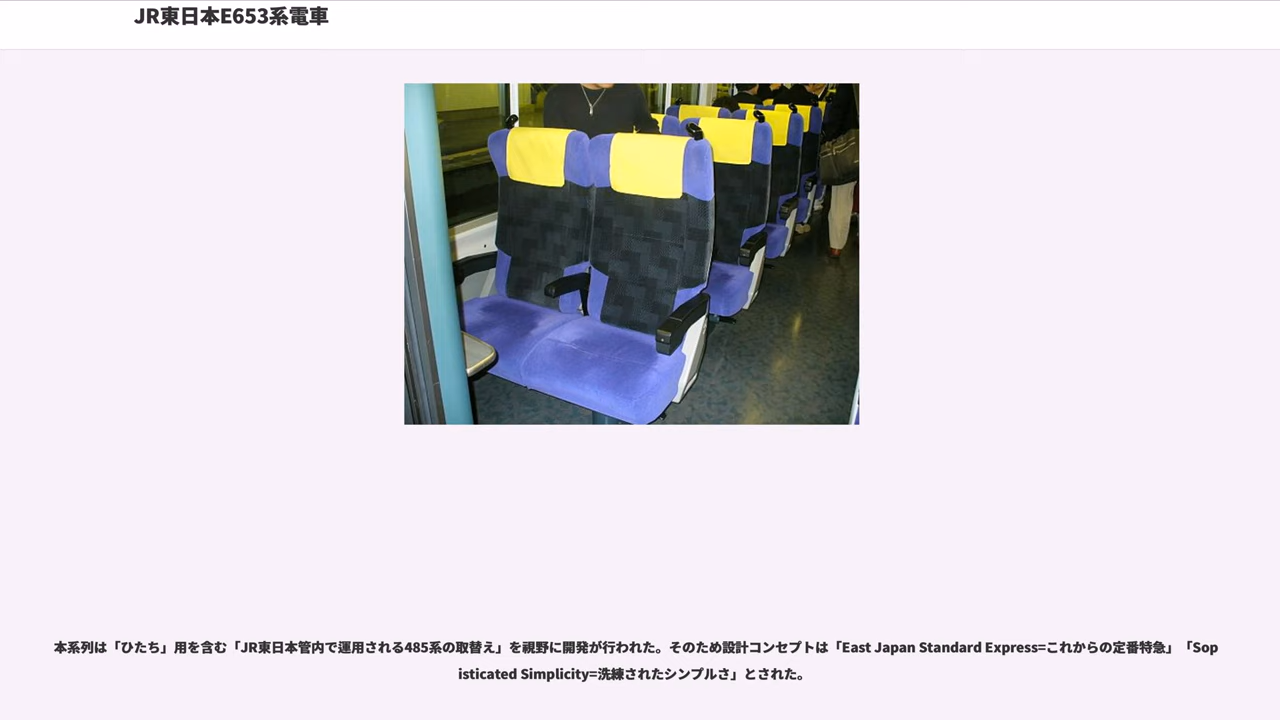 JR東日本E653系電車
本系列は「ひたち」用を含む「JR東日本管内で運用される485系の取替え」を視野に開発が行われた。そのため設計コンセプトは「East Japan Standard Express=これからの定番特急」「Sop
isticated Simplicity=洗練されたシンプルさ」とされた。